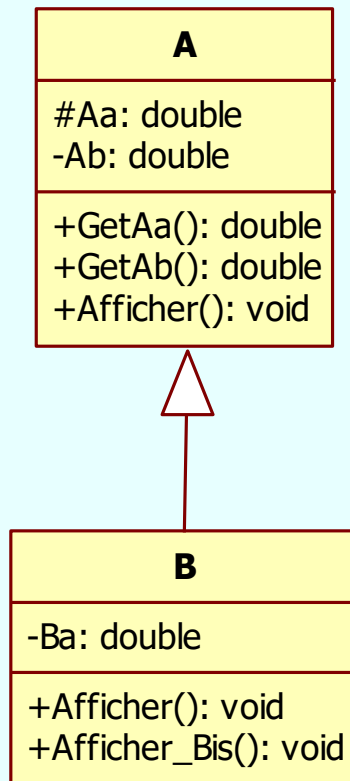 A
#Aa: double
-Ab: double
+GetAa(): double
+GetAb(): double
+Afficher(): void
B
-Ba: double
+Afficher(): void
+Afficher_Bis(): void